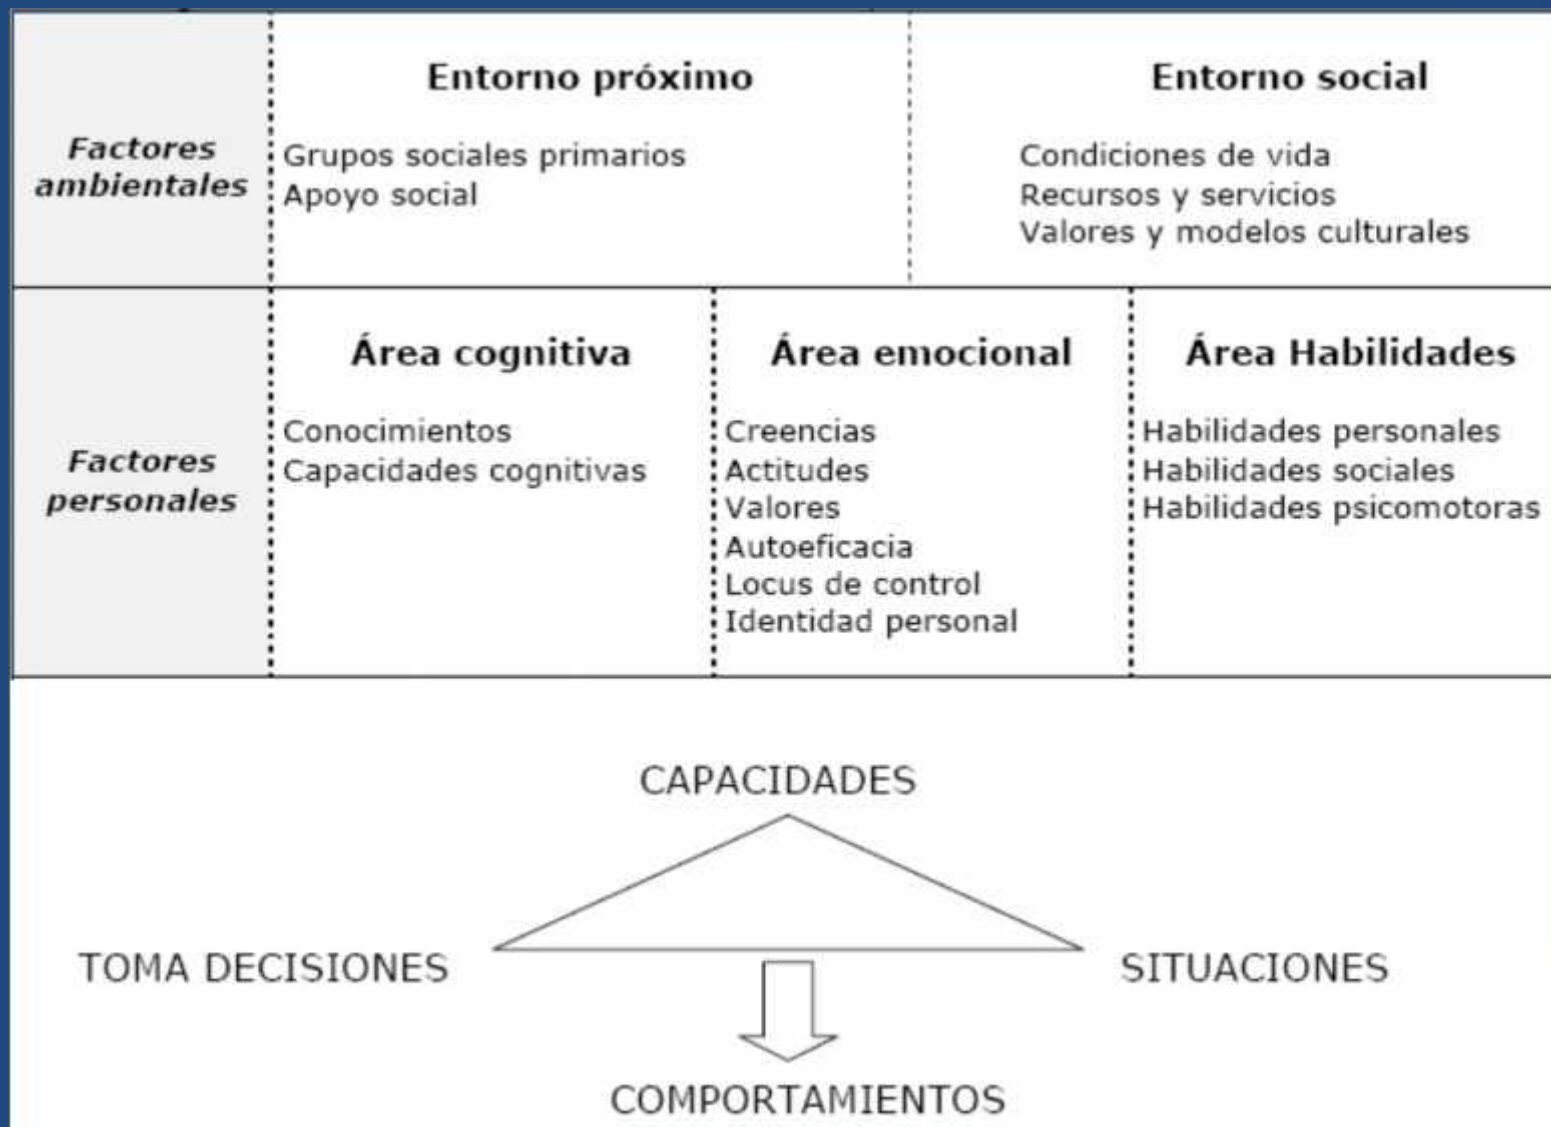 Entorno próximo
Entorno social
Factores
ambientales
Grupos sociales primarios
Apoyo social
Condiciones de vida
Recursos y servicios
Valores y modelos culturales
Factores
personales
Área cognitiva
Conocimientos
Capacidades cognitivas
Área emocional
Creencias
Actitudes
Valores
Autoeficacia
Locus de control
Identidad personal
Área Habilidades
Habilidades personales
Habilidades sociales
Habilidades psicomotoras
CAPACIDADES
TOMA DECISIONES
SITUACIONES
COMPORTAMIENTOS